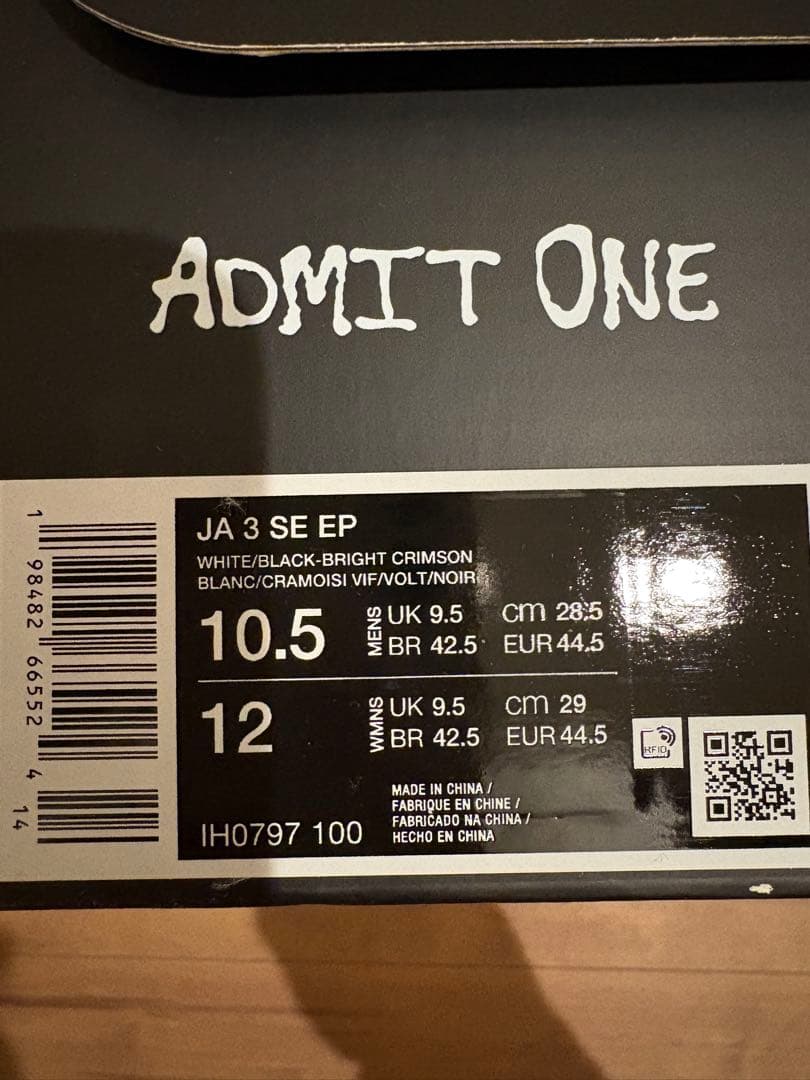 ADMIT ONE
JA 3 SE EP
WHITE/BLACK-BRIGHT CRIMSON
BLANC/CRAMOISI VIF/VOLT/NOIR
10.5 MENS UK 9.5 cm 28.5
BR 42.5 EUR 44.5
12 WMNS UK 9.5 cm 29
BR 42.5 EUR 44.5
RFID
MADE IN CHINA /
FABRIQUE EN CHINE /
FABRICADO NA CHINA /
HECHO EN CHINA
IH0797 100
1 98482 66552 4 14